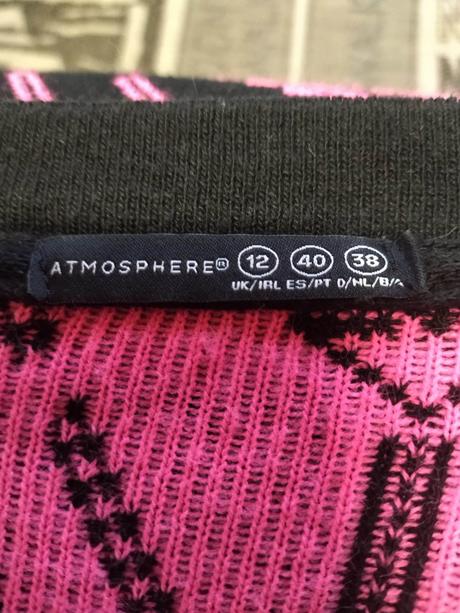 ATMOSPHERE® 12 40 38
UK/IRL ES/PT D/NL/B/A